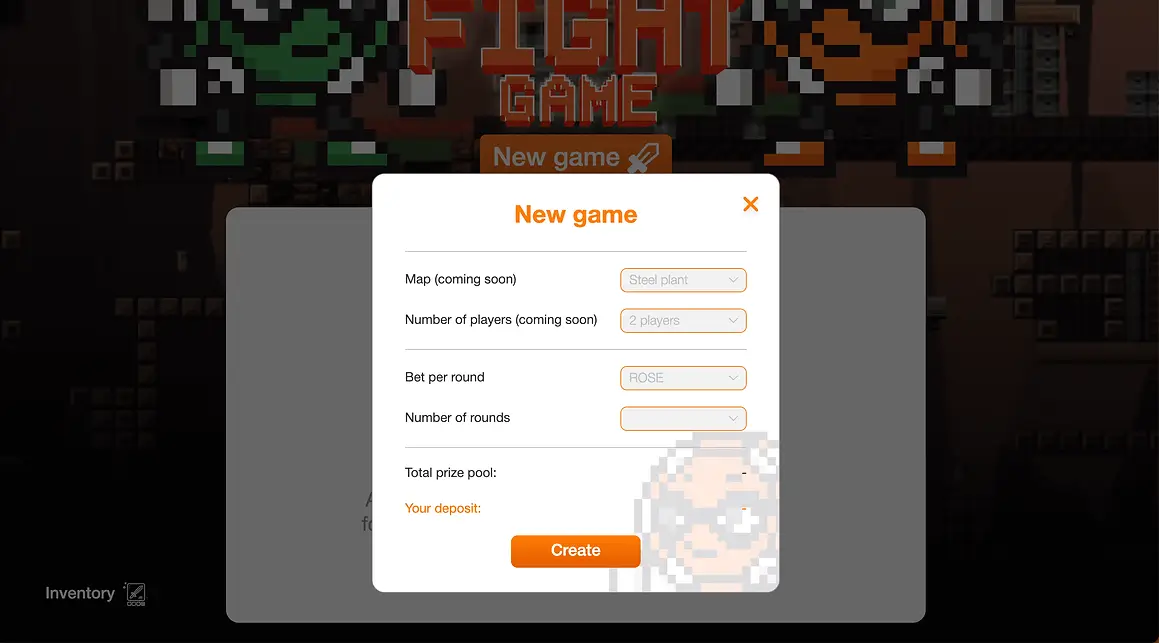 FIGHT
GAME
New game
New game
Map (coming soon)
Steel plant
Number of players (coming soon)
2 players
Bet per round
ROSE
Number of rounds
Total prize pool:
-
Your deposit:
-
Create
Inventory